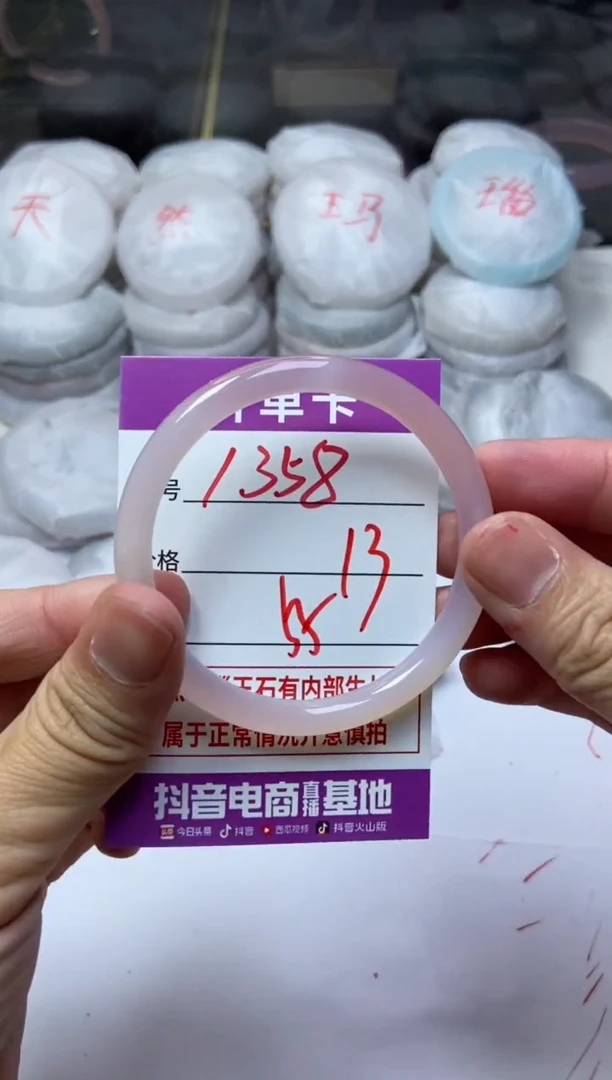 天 然 玉马 瑙
单卡
号 1358
格 13
55
玉石有内部生
属于正常情况介意慎拍
抖音电商直播基地
今日头条 抖音 西瓜视频 抖音火山版